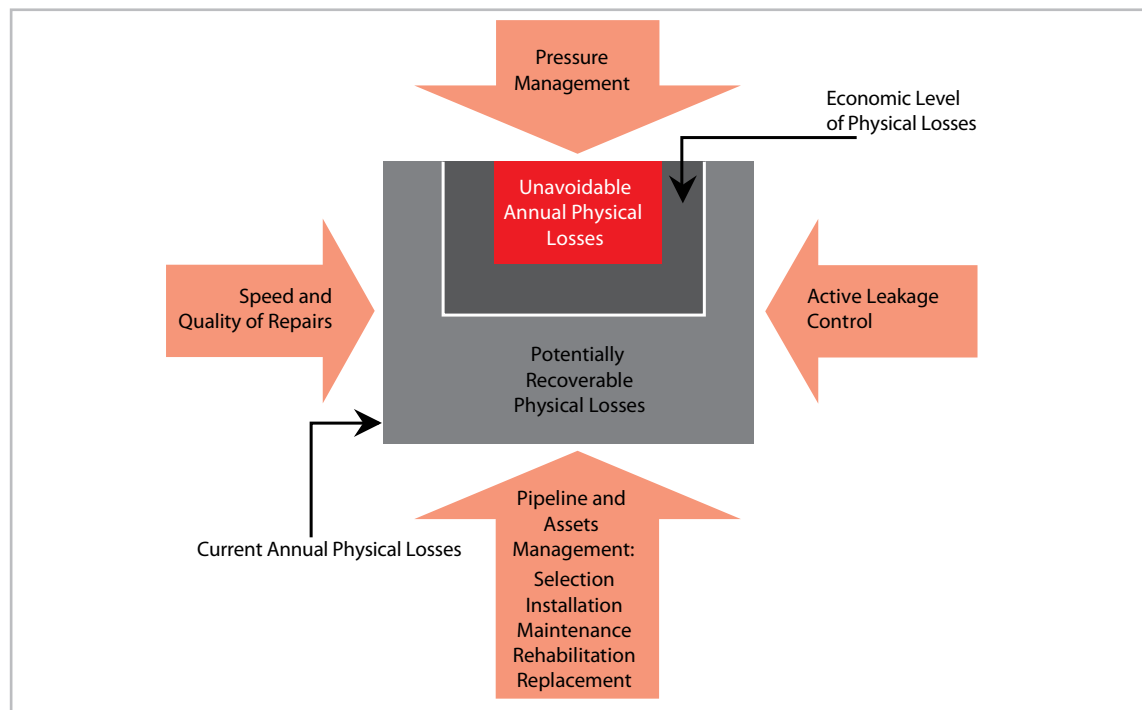 Pressure
Management
Economic Level
of Physical Losses
Unavoidable
Annual Physical
Losses
Speed and
Quality of Repairs
Active Leakage
Control
Potentially
Recoverable
Physical Losses
Current Annual Physical Losses
Pipeline and
Assets
Management:
Selection
Installation
Maintenance
Rehabilitation
Replacement